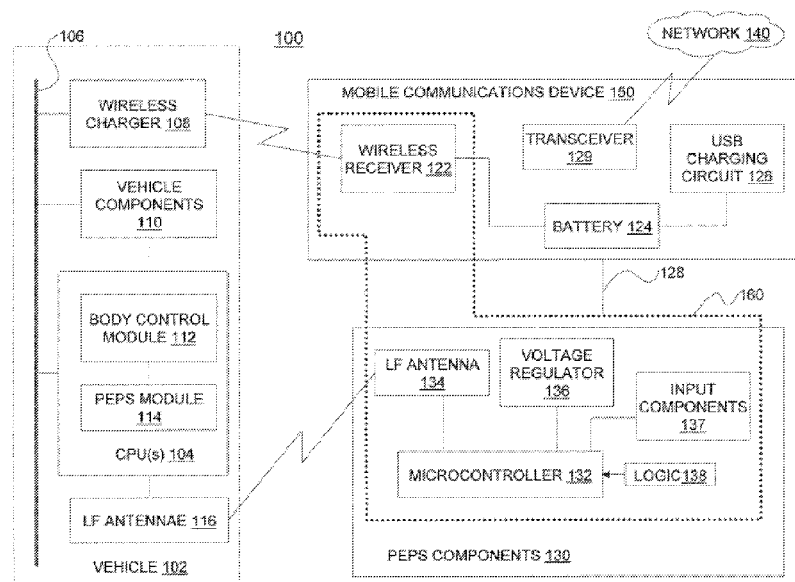 106
100
NETWORK 140
WIRELESS
CHARGER 108
MOBILE COMMUNICATIONS DEVICE 150
WIRELESS
RECEIVER 122
TRANSCEIVER
129
USB
CHARGING
CIRCUIT 128
VEHICLE
COMPONENTS
110
BATTERY 124
128
160
BODY CONTROL
MODULE 112
PEPS MODULE
114
CPU(s) 104
LF ANTENNA
134
VOLTAGE
REGULATOR
136
INPUT
COMPONENTS
137
MICROCONTROLLER 132
LOGIC 138
LF ANTENNAE 116
VEHICLE 102
PEPS COMPONENTS 130